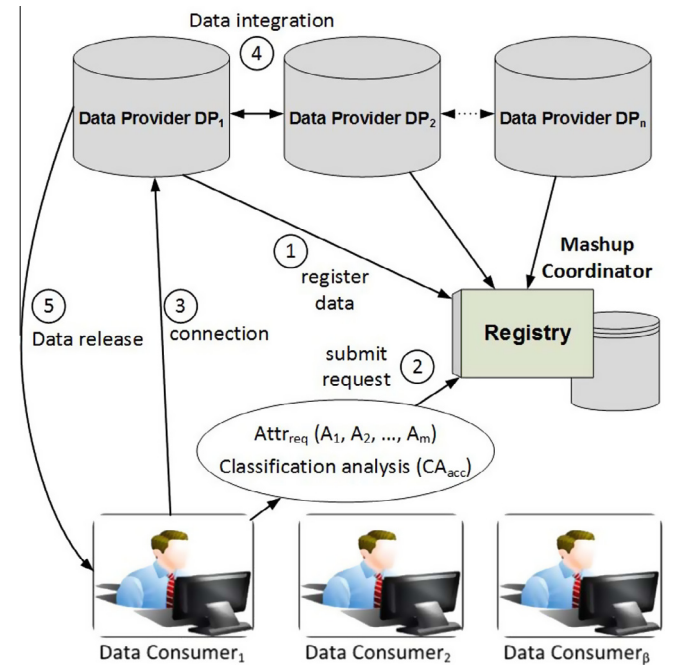 Data integration
4
Data Provider DP₁
Data Provider DP₂
Data Provider DPₙ
1
register
data
Mashup
Coordinator
Registry
5
Data release
3
connection
submit
request
2
Attrᵣₑq (A₁, A₂, ..., Aₘ)
Classification analysis (CAₐcc)
Data Consumer₁
Data Consumer₂
Data Consumerᵦ